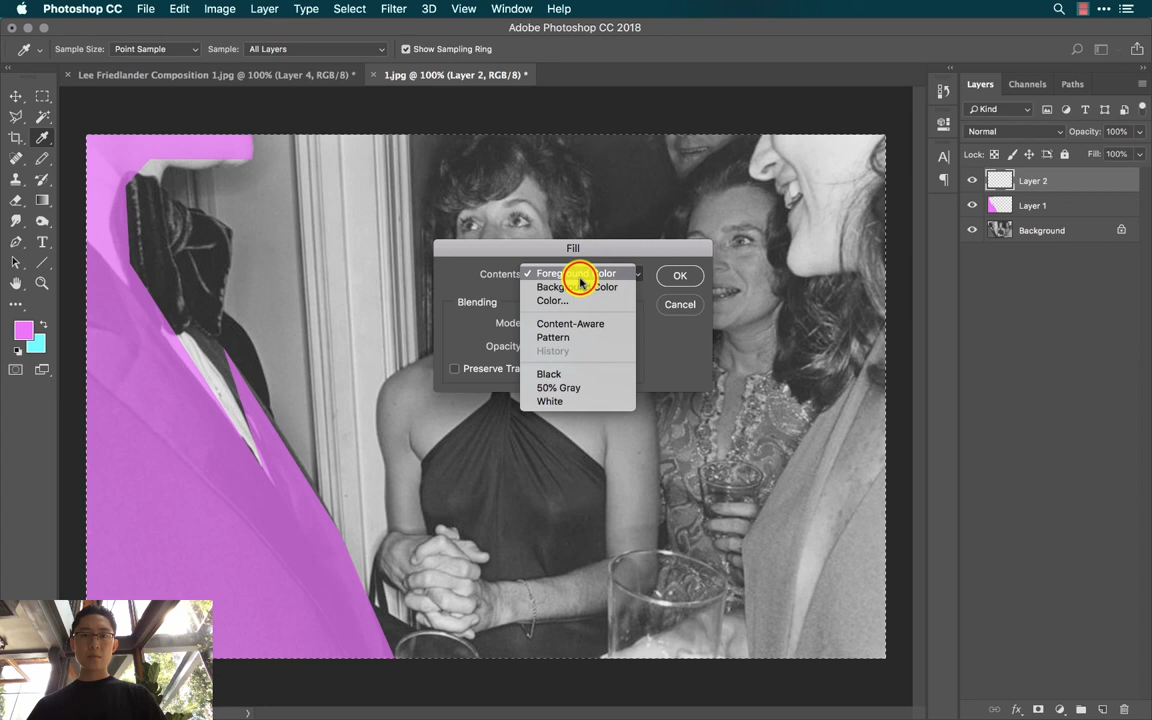 Photoshop CC File Edit Image Layer Type Select Filter 3D View Window Help
Adobe Photoshop CC 2018
Sample Size: Point Sample Sample: All Layers Show Sampling Ring
× Lee Friedlander Composition 1.jpg @ 100% (Layer 4, RGB/8) * × 1.jpg @ 100% (Layer 2, RGB/8) *
Layers Channels Paths
Kind
Normal Opacity: 100%
Lock: Fill: 100%
Layer 2
Layer 1
Background
Fill
Contents
✓ Foreground Color
Background Color
Color...
Content-Aware
Pattern
History
Black
50% Gray
White
OK
Cancel
Blending
Mode
Opacity
Preserve Tra